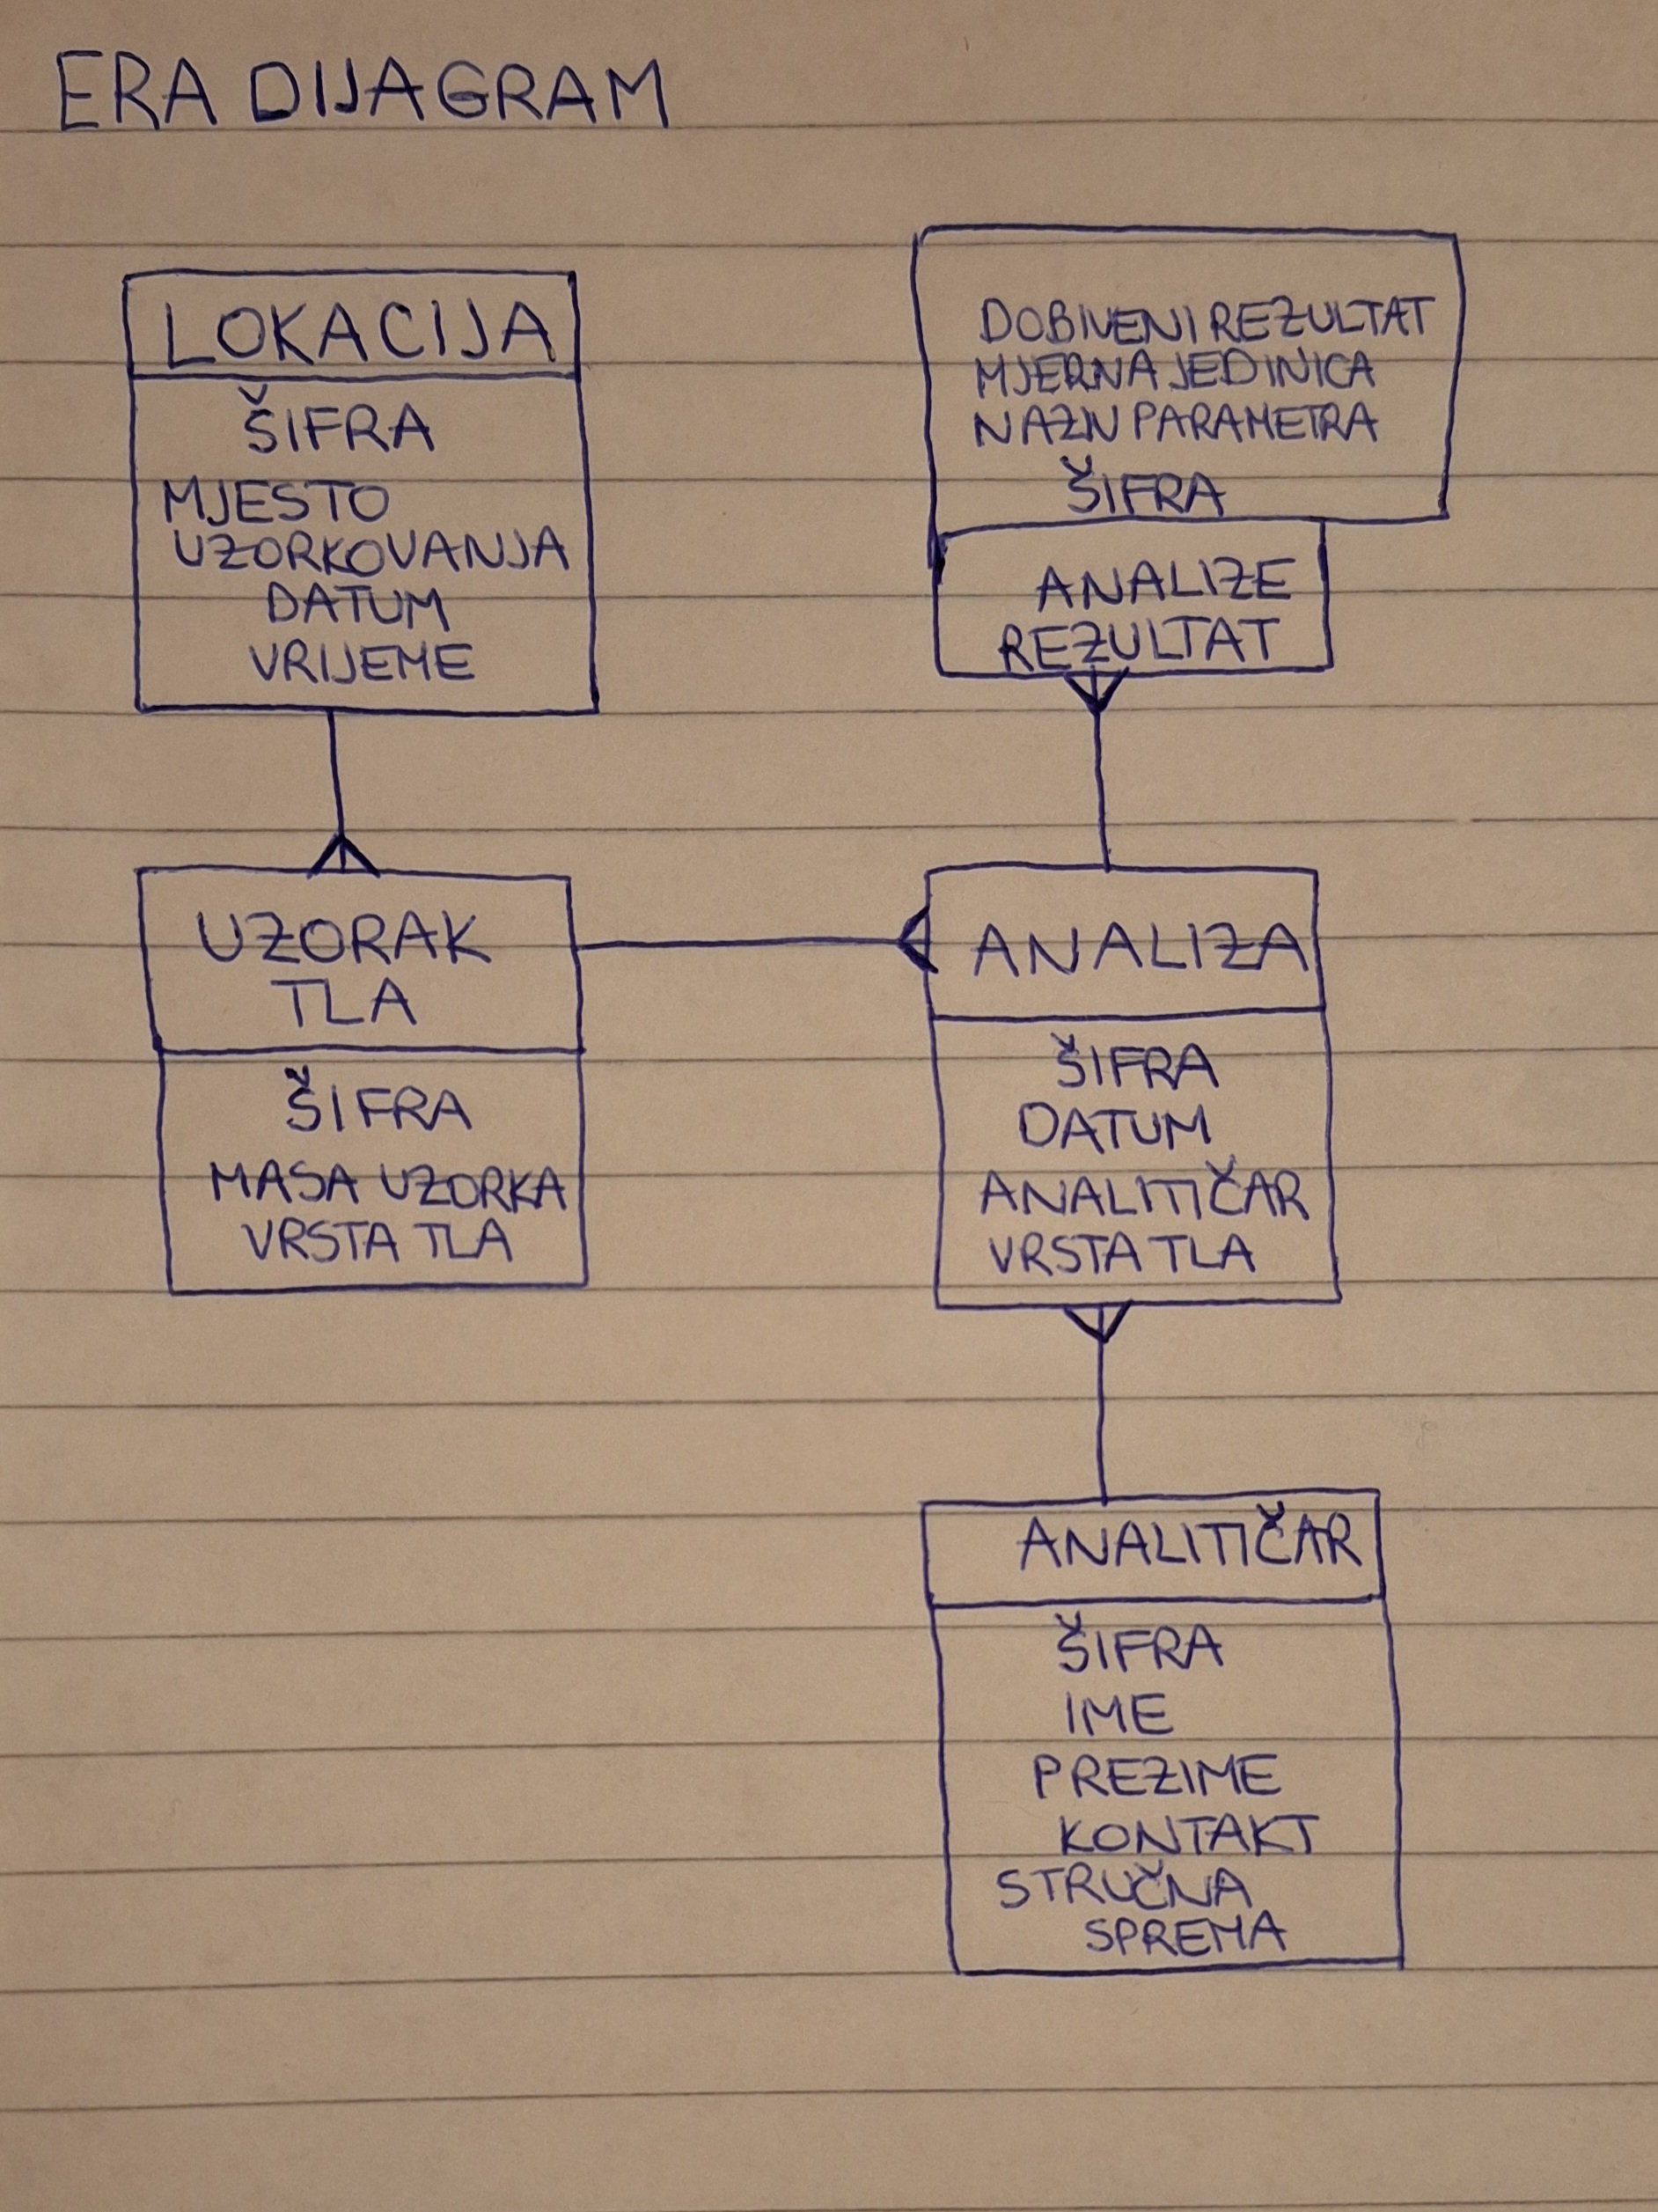 ERA DIJAGRAM
LOKACIJA
ŠIFRA
MJESTO
UZORKOVANJA
DATUM
VRIJEME
DOBIVENI REZULTAT
MJERNA JEDINICA
NAZIV PARAMETRA
ŠIFRA
ANALIZE
REZULTAT
UZORAK
TLA
ŠIFRA
MASA UZORKA
VRSTA TLA
ANALIZA
ŠIFRA
DATUM
ANALITIČAR
VRSTA TLA
ANALITIČAR
ŠIFRA
IME
PREZIME
KONTAKT
STRUČNA
SPREMA